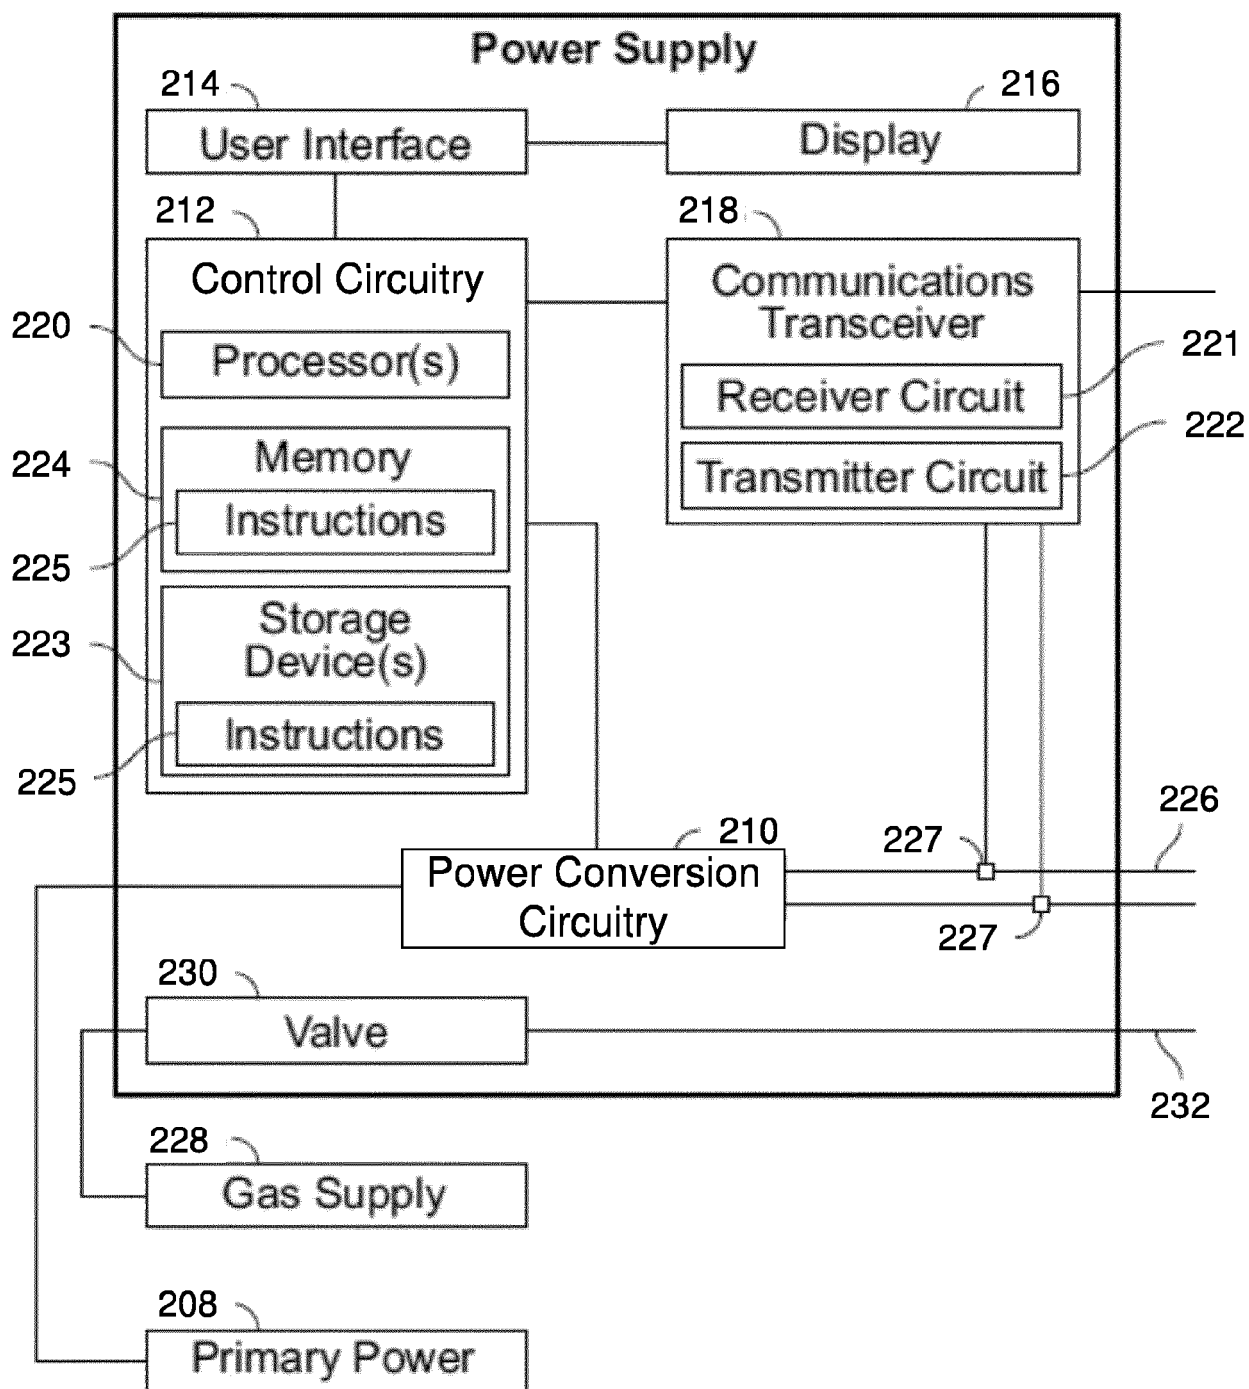 Power Supply
214
216
User Interface
Display
212
218
Control Circuitry
Communications
Transceiver
220
Processor(s)
221
Receiver Circuit
222
224
Memory
Transmitter Circuit
Instructions
225
223
Storage
Device(s)
Instructions
225
226
210
227
Power Conversion
Circuitry
227
230
Valve
232
228
Gas Supply
208
Primary Power